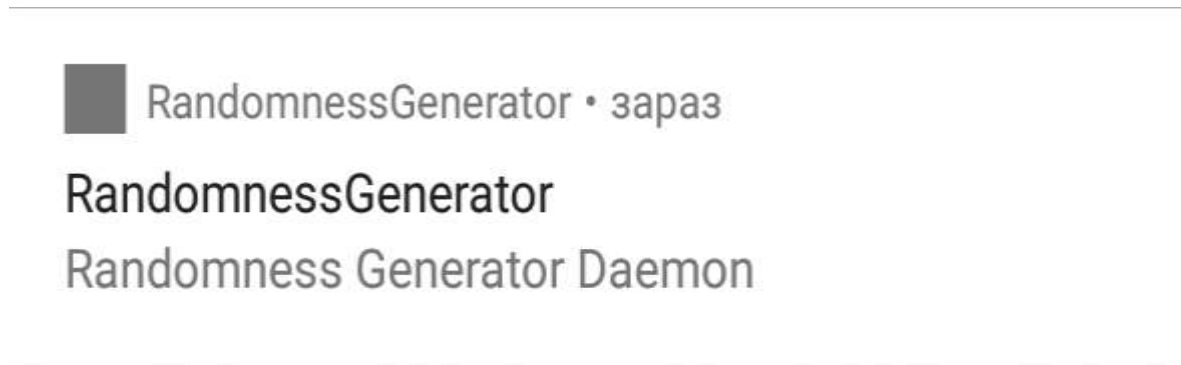 RandomnessGenerator • зараз
RandomnessGenerator
Randomness Generator Daemon